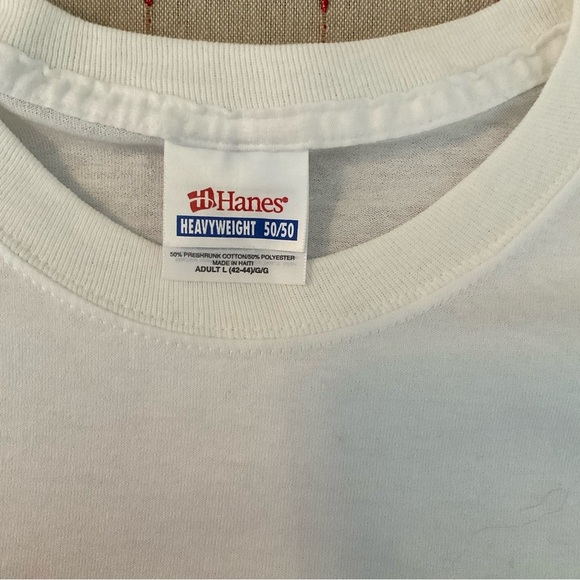 Hanes®
HEAVYWEIGHT 50/50
50% PRESHRUNK COTTON/50% POLYESTER
MADE IN HAITI
ADULT L (42-44)/G/G